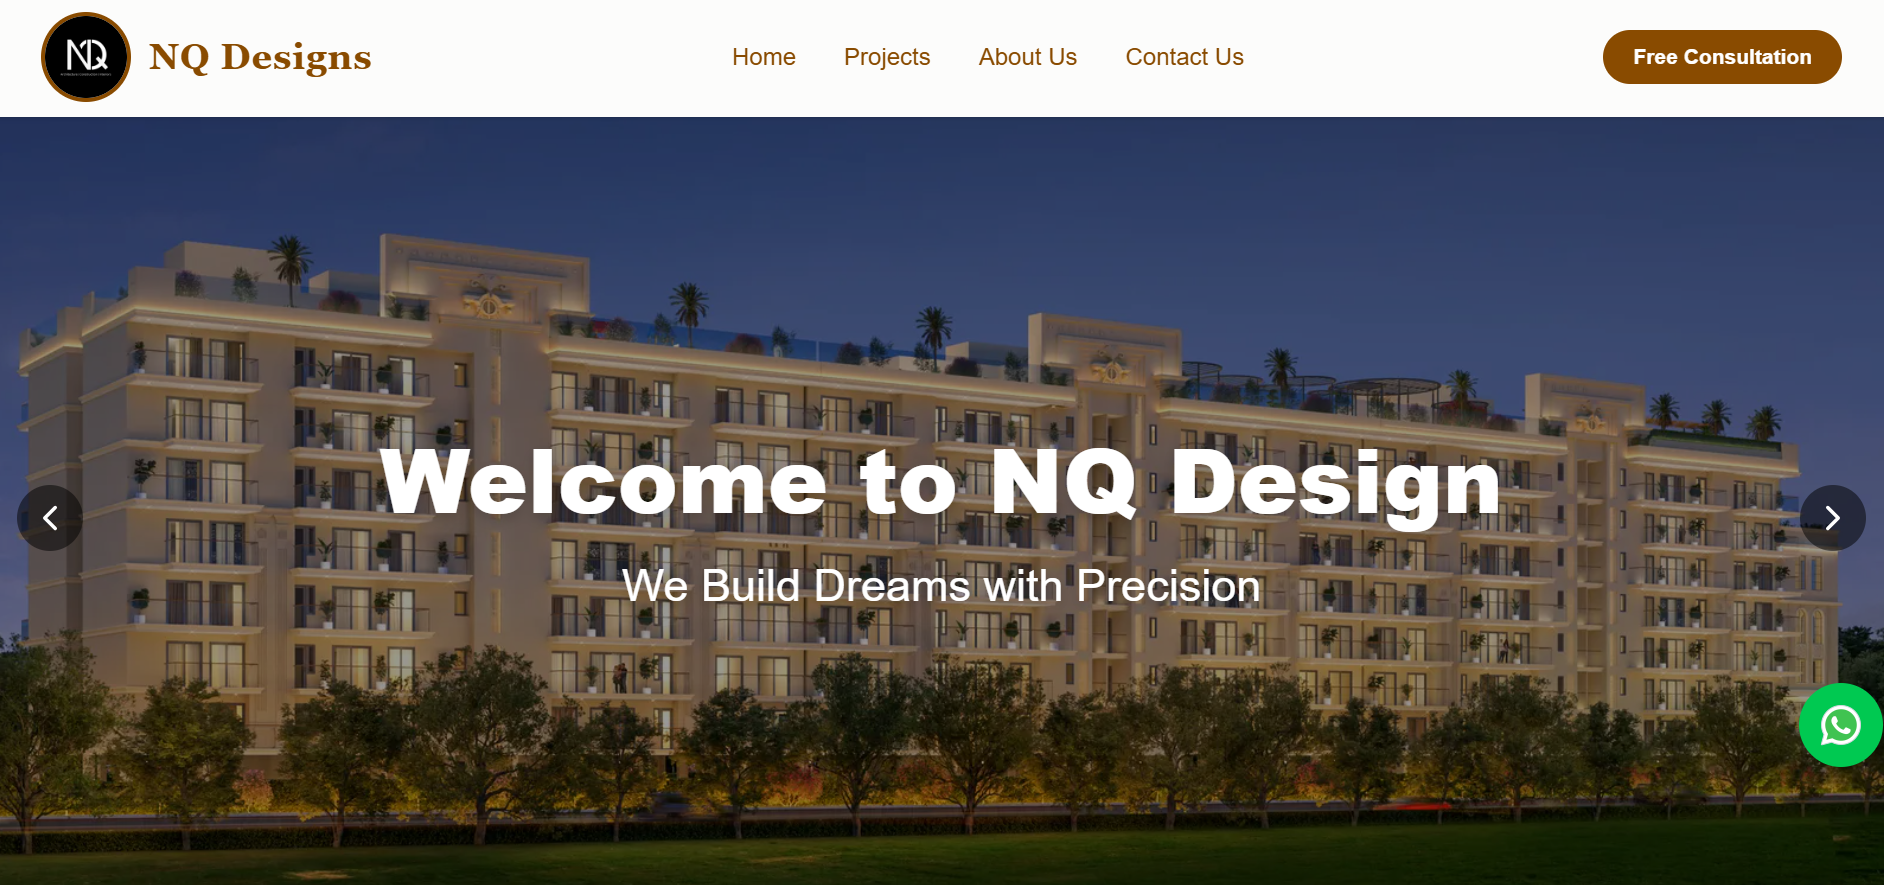 NQ
NQ Designs
Home
Projects
About Us
Contact Us
Free Consultation
Welcome to NQ Design
We Build Dreams with Precision